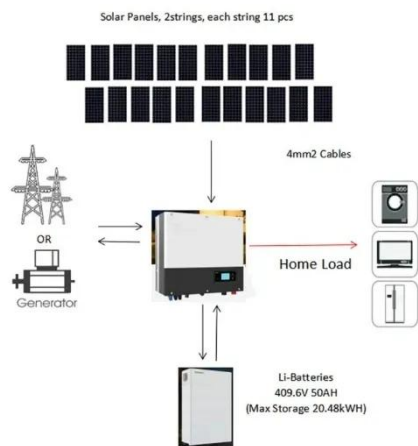 Solar Panels, 2strings, each string 11 pcs
4mm2 Cables
OR
Generator
Home Load
Li-Batteries
409.6V 50AH
(Max Storage 20.48kWH)